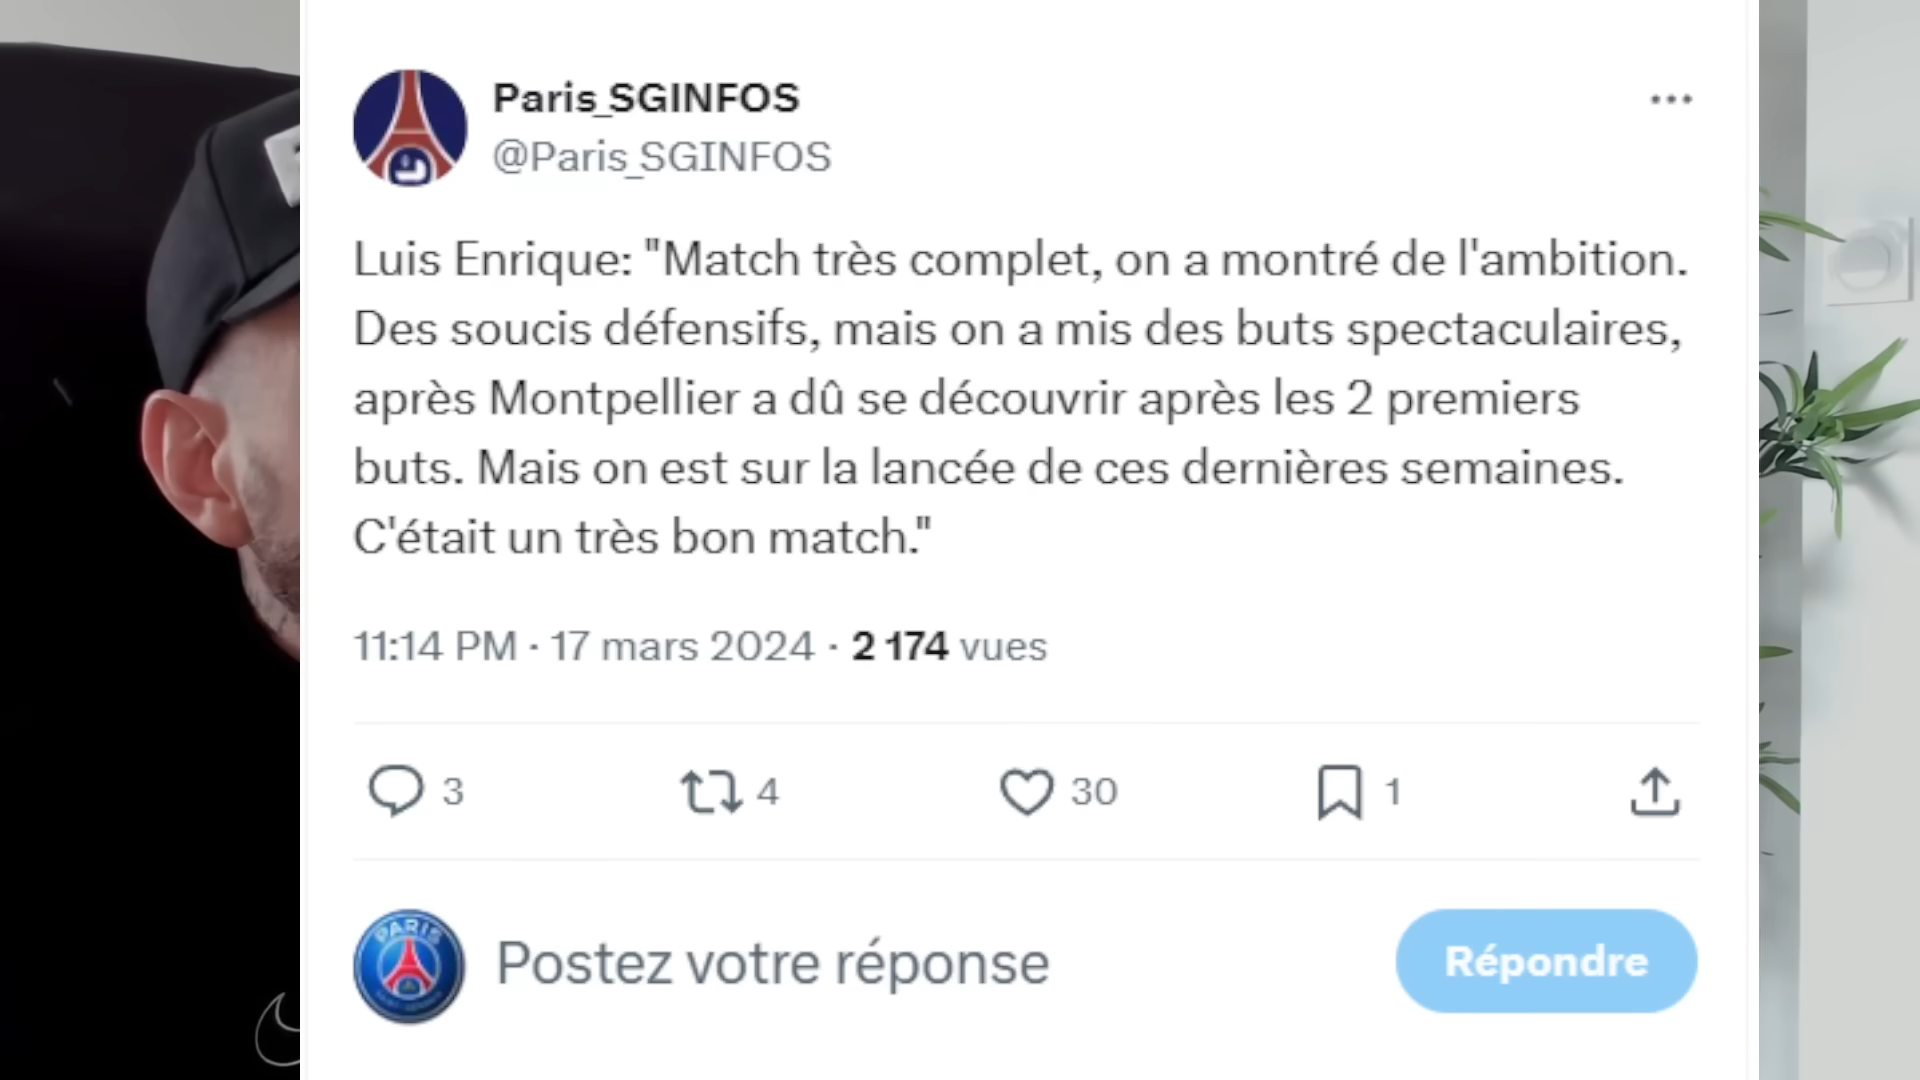 Paris_SGINFOS
@Paris_SGINFOS
Luis Enrique: "Match très complet, on a montré de l'ambition.
Des soucis défensifs, mais on a mis des buts spectaculaires,
après Montpellier a dû se découvrir après les 2 premiers
buts. Mais on est sur la lancée de ces dernières semaines.
C'était un très bon match."
11:14 PM · 17 mars 2024 · 2 174 vues
3 4 30 1
PARIS
Postez votre réponse
Répondre